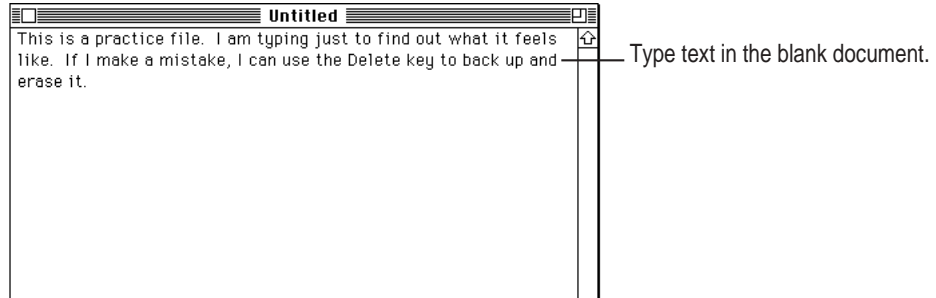 Untitled
This is a practice file.  I am typing just to find out what it feels
like.  If I make a mistake, I can use the Delete key to back up and
erase it.
Type text in the blank document.